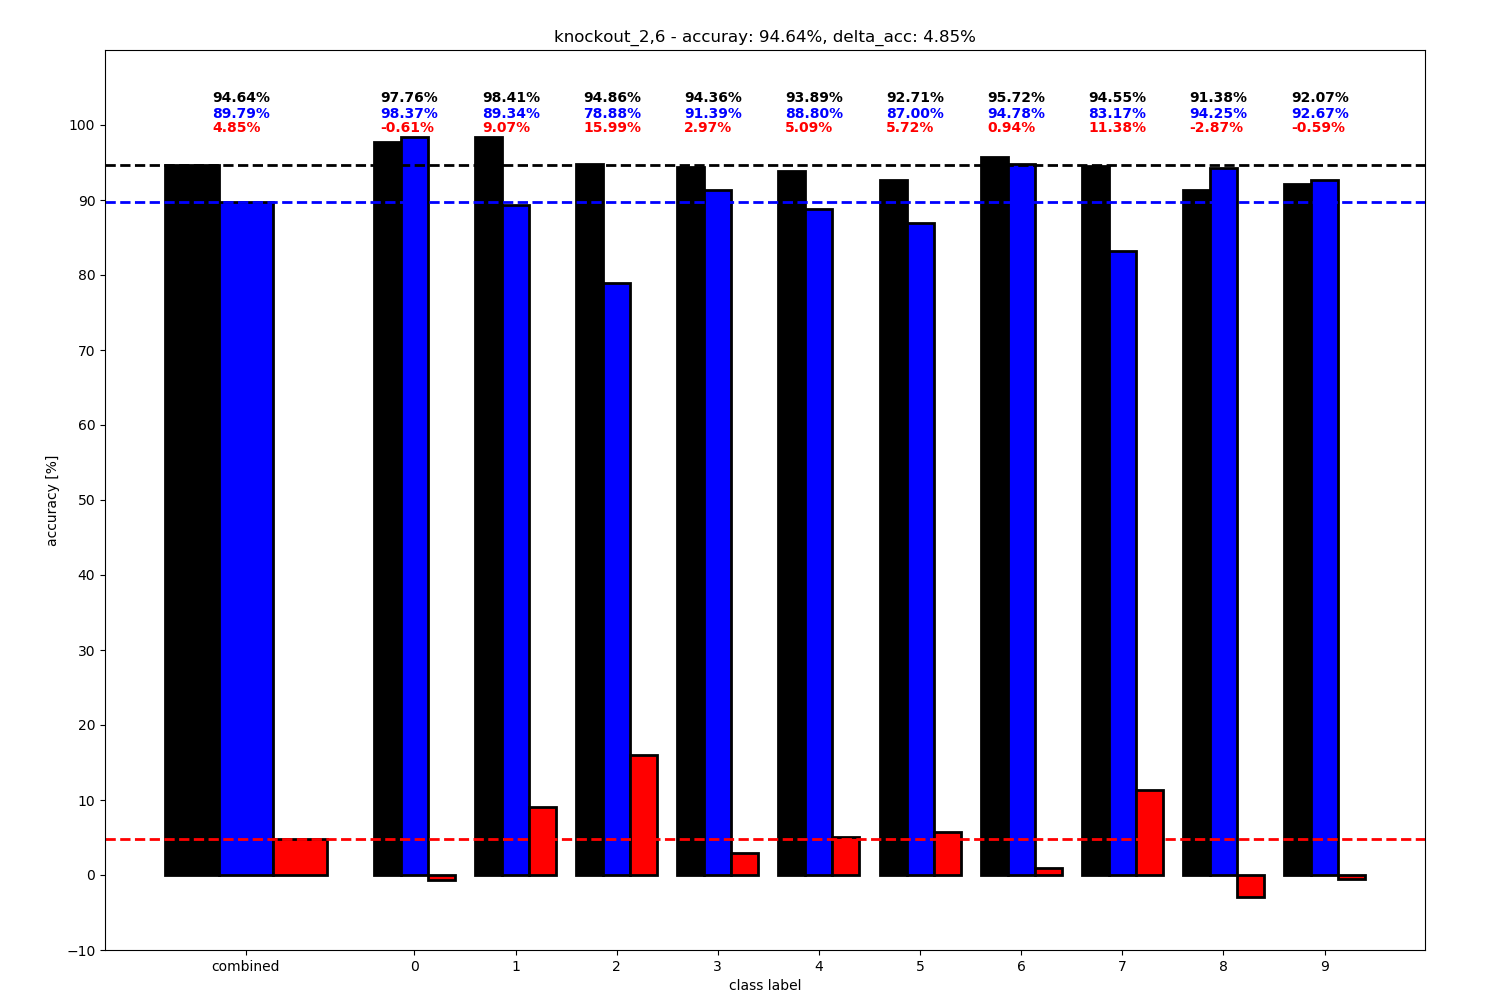 knockout_2,6 - accuray: 94.64%, delta_acc: 4.85%
94.64% 97.76% 98.41% 94.86% 94.36% 93.89% 92.71% 95.72% 94.55% 91.38% 92.07%
89.79% 98.37% 89.34% 78.88% 91.39% 88.80% 87.00% 94.78% 83.17% 94.25% 92.67%
4.85% -0.61% 9.07% 15.99% 2.97% 5.09% 5.72% 0.94% 11.38% -2.87% -0.59%
100
90
80
70
60
50
40
30
20
10
0
−10
accuracy [%]
combined 0 1 2 3 4 5 6 7 8 9
class label